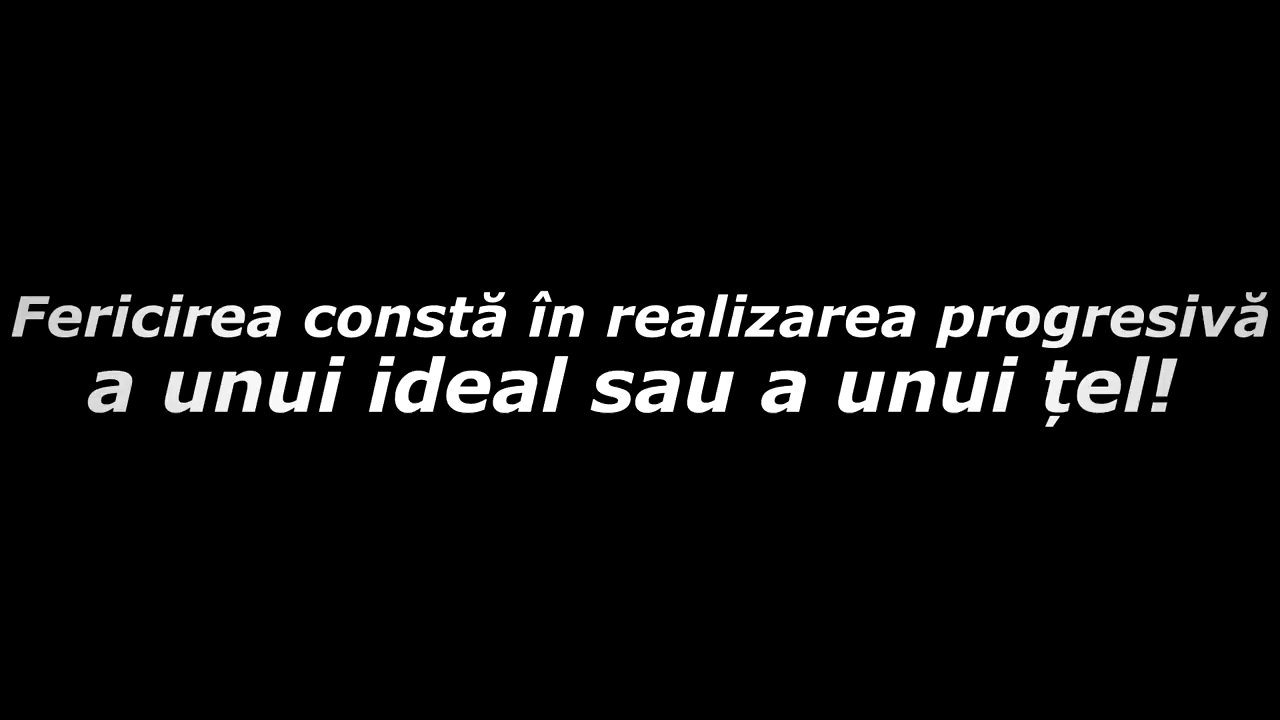 Fericirea constă în realizarea progresivă
a unui ideal sau a unui țel!